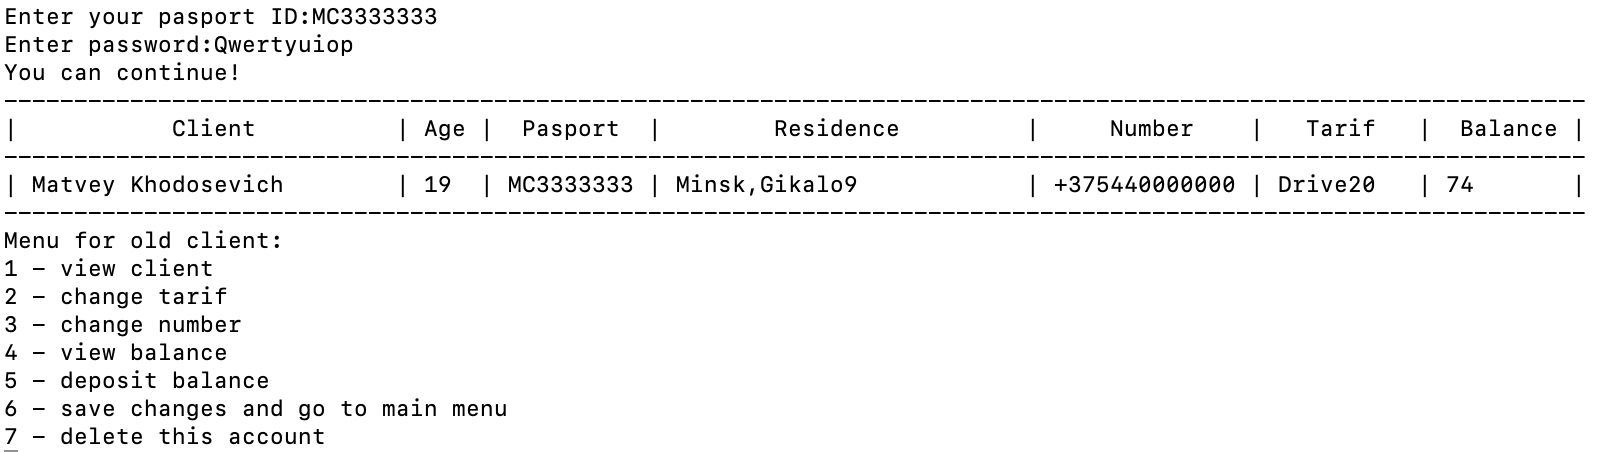 Enter your pasport ID:MC3333333
Enter password:Qwertyuiop
You can continue!
| Client | Age | Pasport | Residence | Number | Tarif | Balance |
| Matvey Khodosevich | 19 | MC3333333 | Minsk,Gikalo9 | +375440000000 | Drive20 | 74 |
Menu for old client:
1 – view client
2 – change tarif
3 – change number
4 – view balance
5 – deposit balance
6 – save changes and go to main menu
7 – delete this account